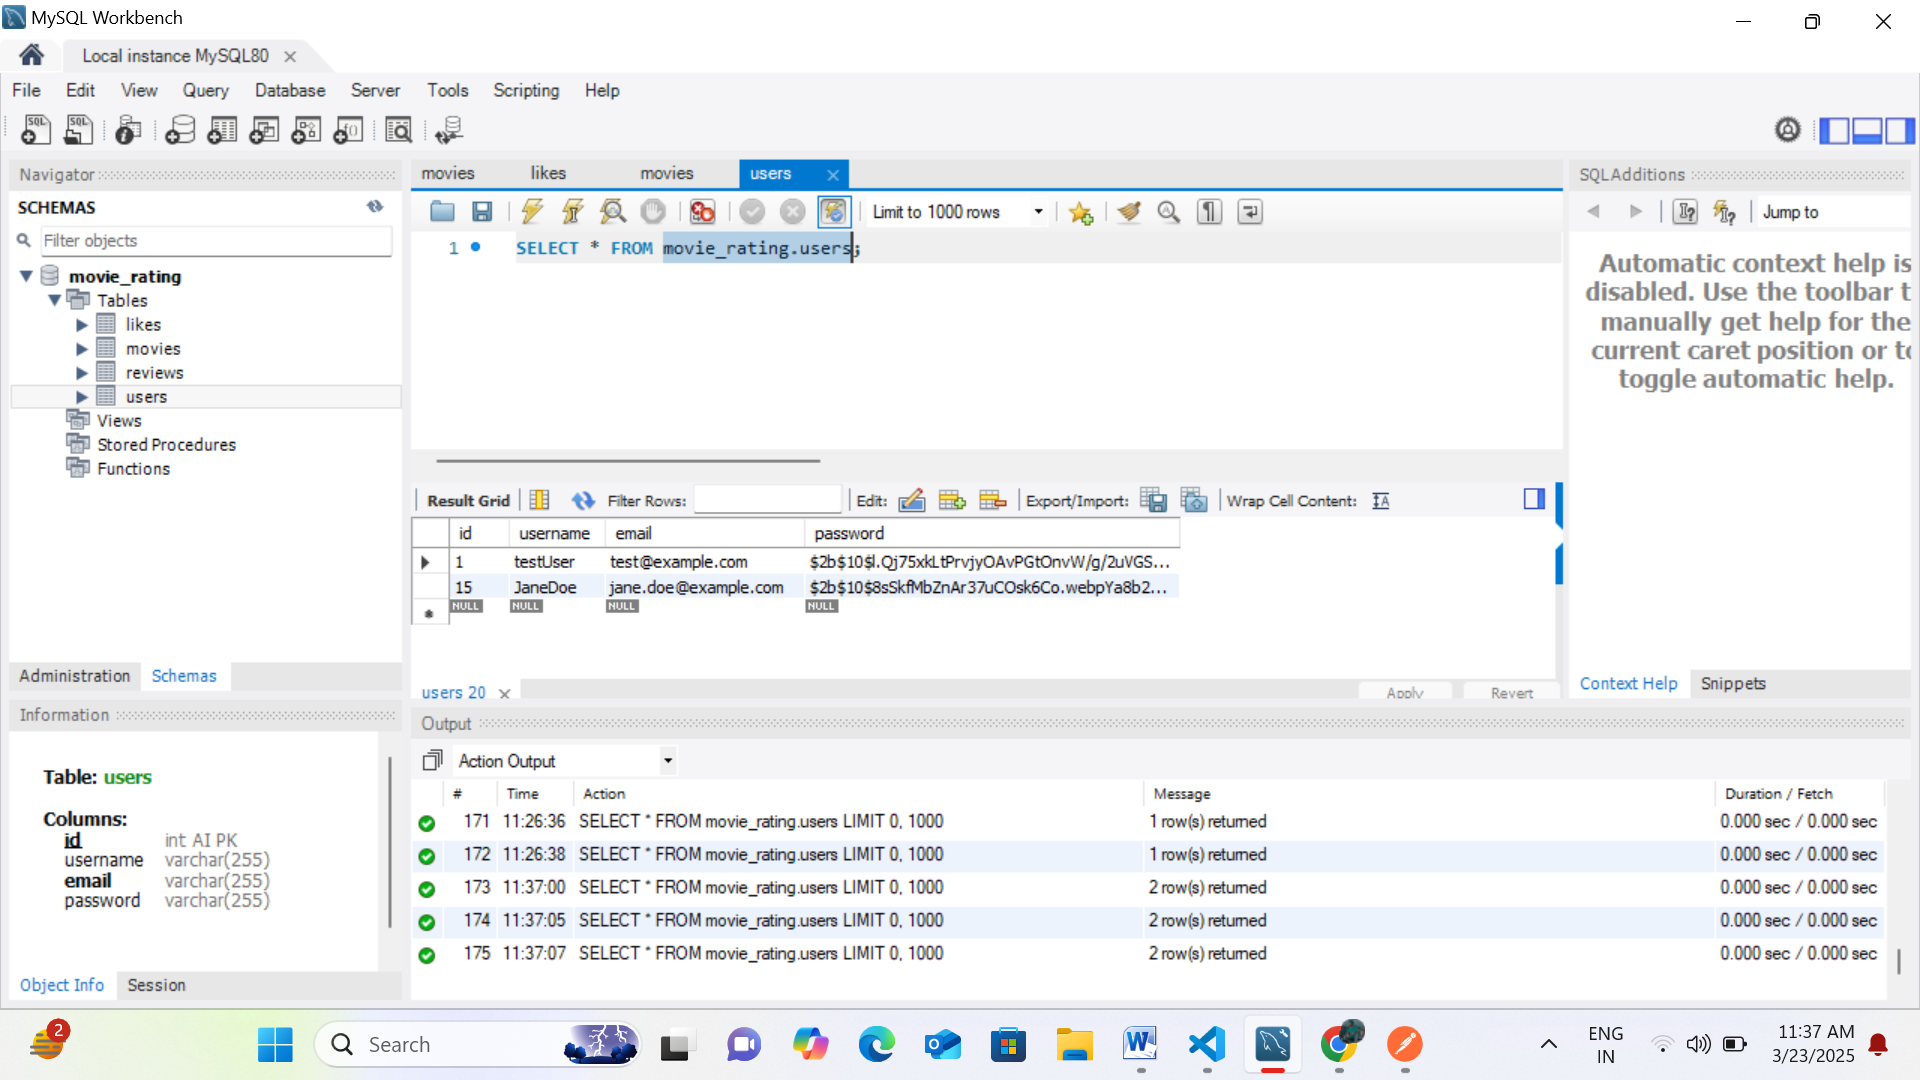 MySQL Workbench
Local instance MySQL80
File Edit View Query Database Server Tools Scripting Help
Navigator
SCHEMAS
Filter objects
movie_rating
Tables
likes
movies
reviews
users
Views
Stored Procedures
Functions
Administration Schemas
Information
Table: users
Columns:
id int AI PK
username varchar(255)
email varchar(255)
password varchar(255)
Object Info Session
movies likes movies users
Limit to 1000 rows
1 SELECT * FROM movie_rating.users;
Result Grid Filter Rows: Edit: Export/Import: Wrap Cell Content:
id username email password
1 testUser test@example.com $2b$10$l.Qj75xkLtPrvjyOAvPGtOnvW/g/2uVGS...
15 JaneDoe jane.doe@example.com $2b$10$8sSkfMbZnAr37uCOsk6Co.webpYa8b2...
NULL NULL NULL NULL
users 20 Apply Revert
SQLAdditions
Jump to
Automatic context help is
disabled. Use the toolbar t
manually get help for the
current caret position or to
toggle automatic help.
Context Help Snippets
Output
Action Output
# Time Action Message Duration / Fetch
171 11:26:36 SELECT * FROM movie_rating.users LIMIT 0, 1000 1 row(s) returned 0.000 sec / 0.000 sec
172 11:26:38 SELECT * FROM movie_rating.users LIMIT 0, 1000 1 row(s) returned 0.000 sec / 0.000 sec
173 11:37:00 SELECT * FROM movie_rating.users LIMIT 0, 1000 2 row(s) returned 0.000 sec / 0.000 sec
174 11:37:05 SELECT * FROM movie_rating.users LIMIT 0, 1000 2 row(s) returned 0.000 sec / 0.000 sec
175 11:37:07 SELECT * FROM movie_rating.users LIMIT 0, 1000 2 row(s) returned 0.000 sec / 0.000 sec
2
Search
ENG
IN
11:37 AM
3/23/2025